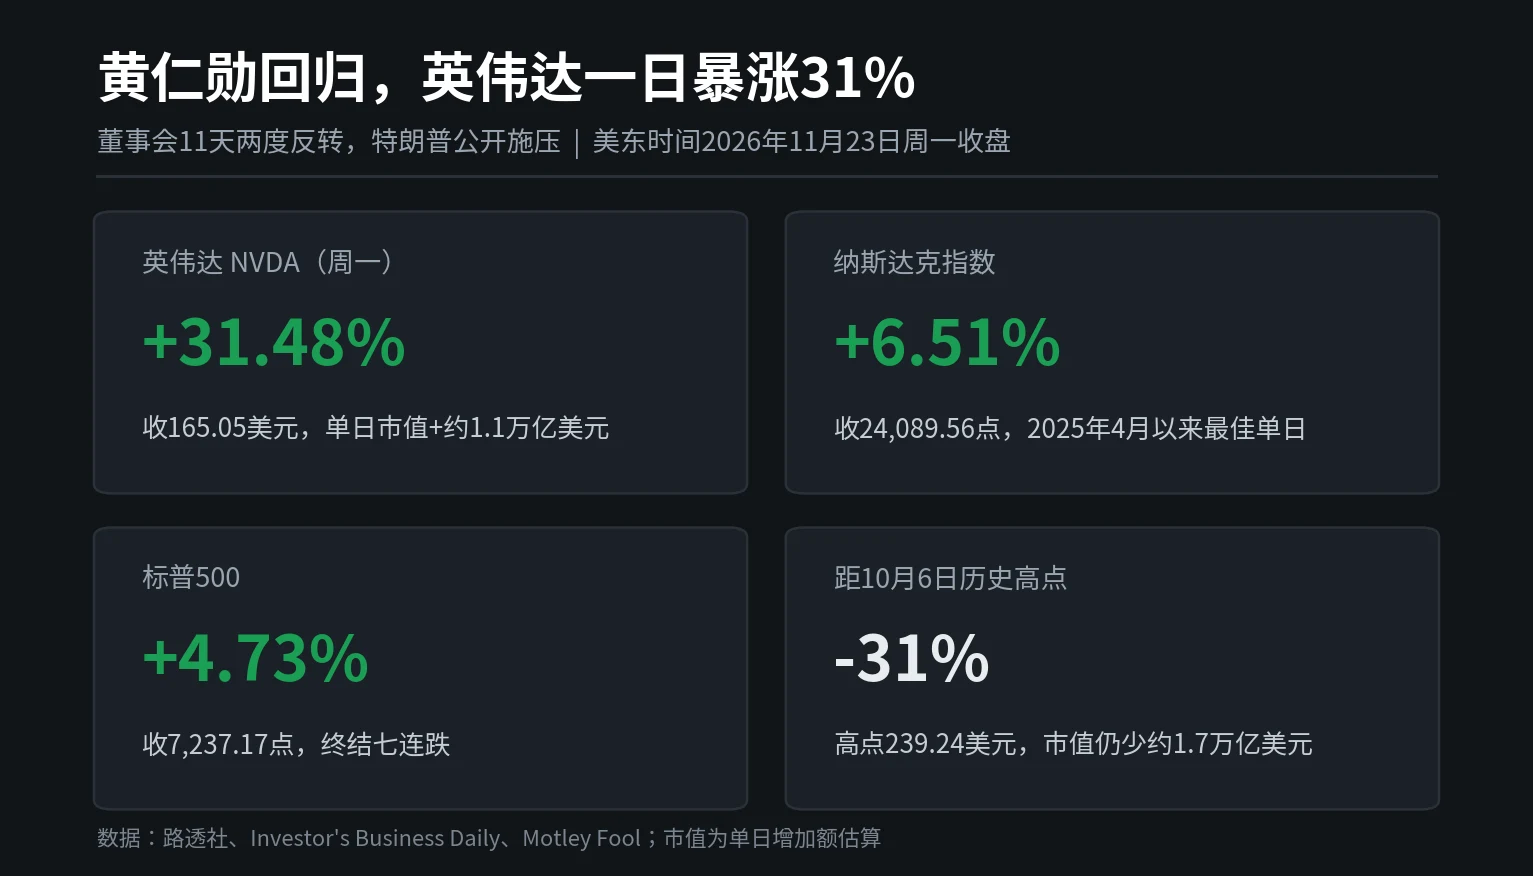 黄仁勋回归，英伟达一日暴涨31%
董事会11天两度反转，特朗普公开施压｜美东时间2026年11月23日周一收盘
英伟达 NVDA（周一）
+31.48%
收165.05美元，单日市值+约1.1万亿美元
纳斯达克指数
+6.51%
收24,089.56点，2025年4月以来最佳单日
标普500
+4.73%
收7,237.17点，终结七连跌
距10月6日历史高点
-31%
高点239.24美元，市值仍少约1.7万亿美元
数据：路透社、Investor's Business Daily、Motley Fool；市值为单日增加额估算